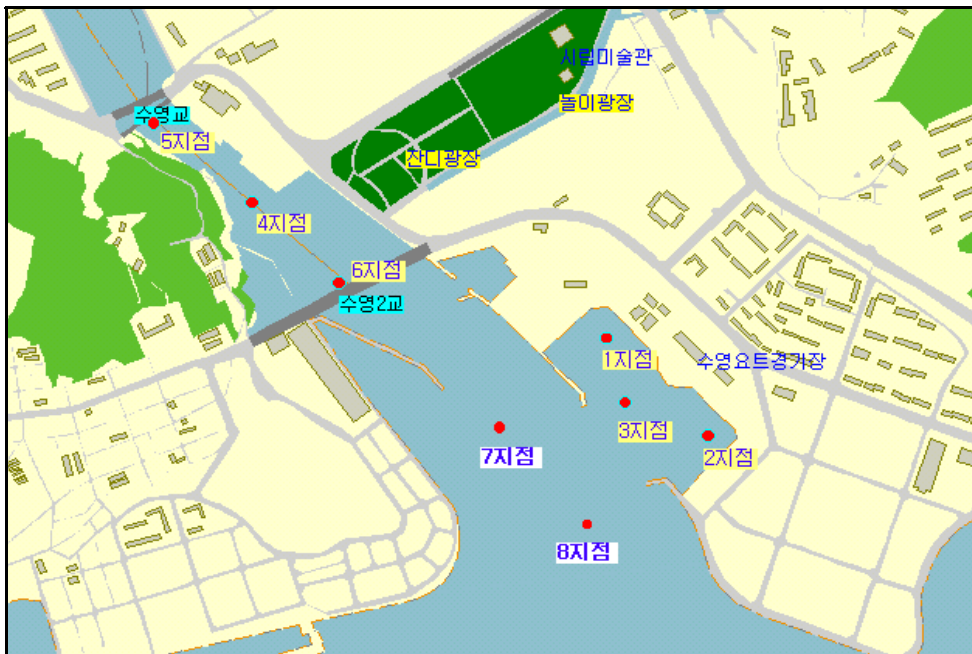 시립미술관
놀이광장
수영교
5지점
잔디광장
4지점
6지점
수영2교
1지점
수영요트경기장
3지점
7지점
2지점
8지점